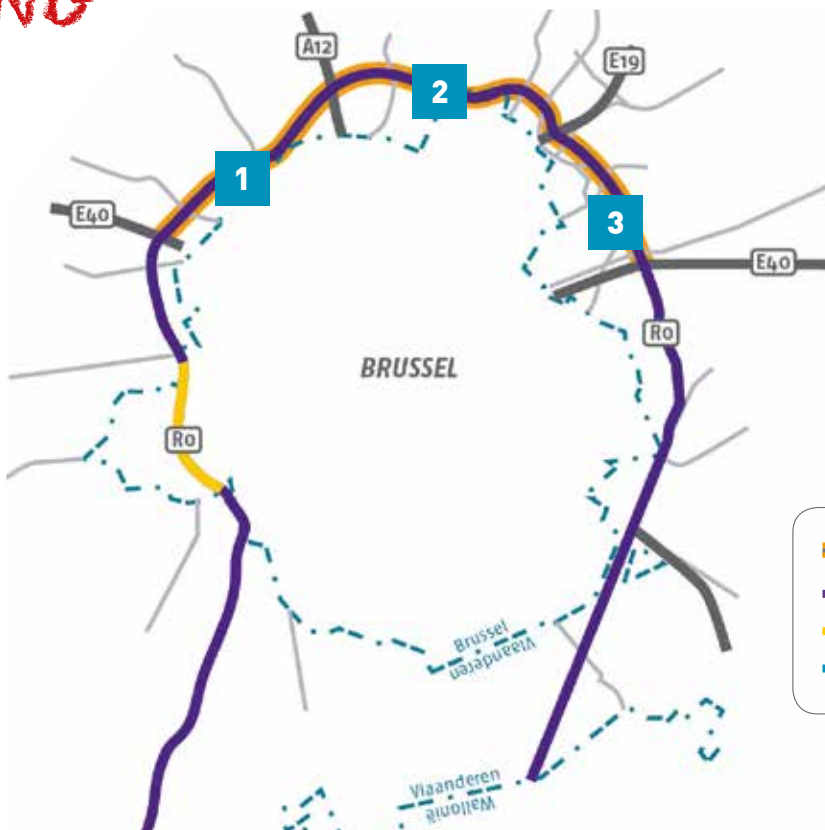 A12
2
E19
1
E40
3
E40
R0
BRUSSEL
R0
Brussel
Vlaanderen
Vlaanderen
Wallonië